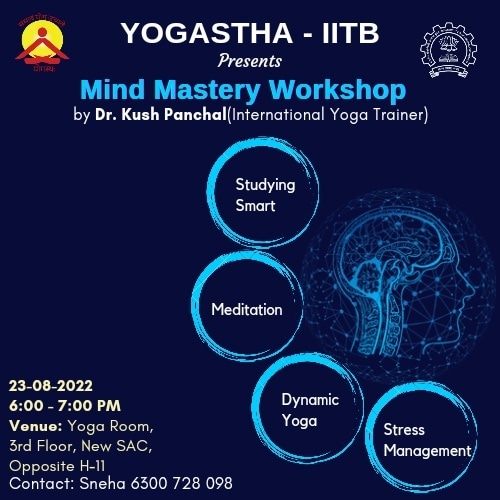 YOGASTHA - IITB
Presents
Mind Mastery Workshop
by Dr. Kush Panchal(International Yoga Trainer)
Studying
Smart
Meditation
Dynamic
Yoga
Stress
Management
23-08-2022
6:00 - 7:00 PM
Venue: Yoga Room,
3rd Floor, New SAC,
Opposite H-11
Contact: Sneha 6300 728 098